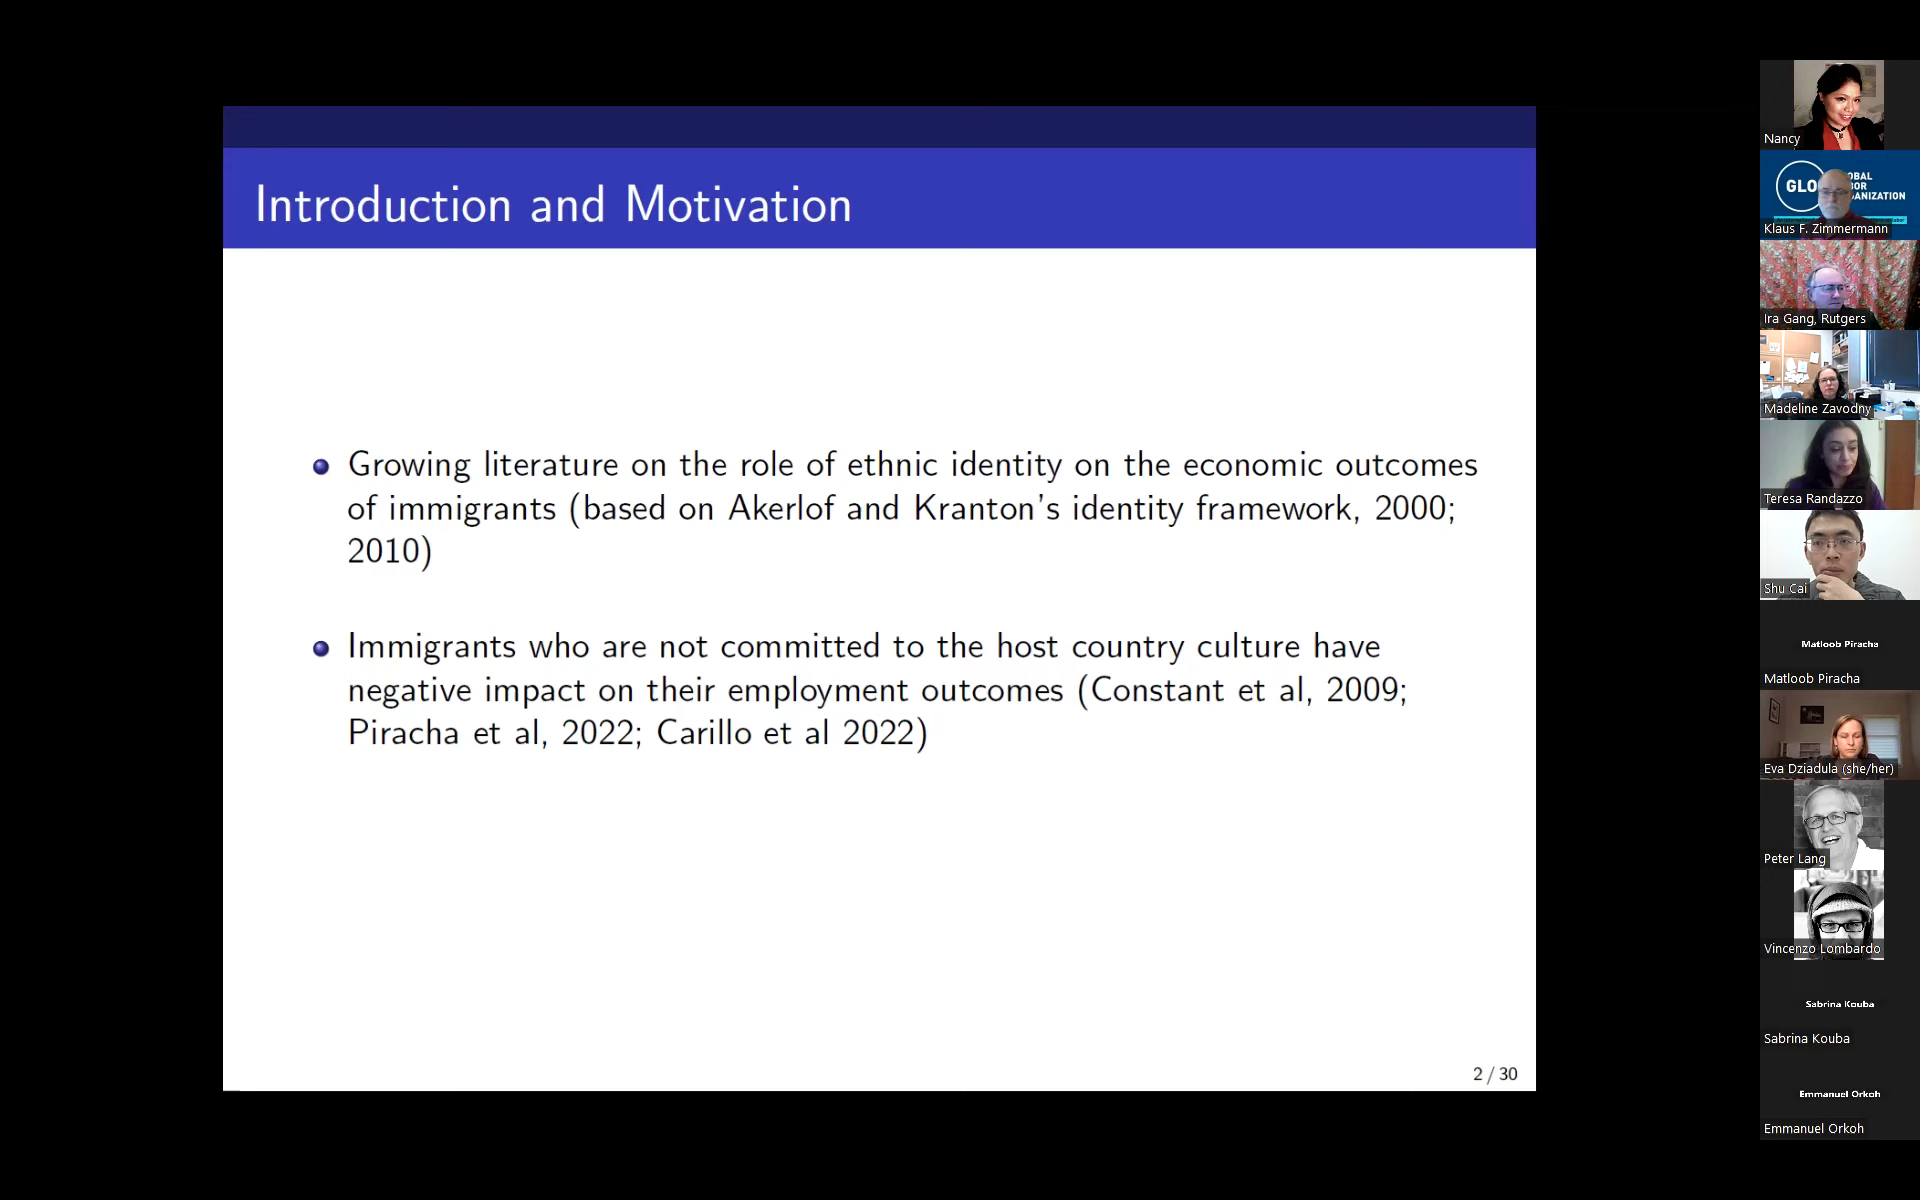 Introduction and Motivation
Growing literature on the role of ethnic identity on the economic outcomes
of immigrants (based on Akerlof and Kranton's identity framework, 2000;
2010)
Immigrants who are not committed to the host country culture have
negative impact on their employment outcomes (Constant et al, 2009;
Piracha et al, 2022; Carillo et al 2022)
2 / 30
Nancy
GLO
OBAL
BOR
GANIZATION
Klaus F. Zimmermann
Ira Gang, Rutgers
Madeline Zavodny
Teresa Randazzo
Shu Cai
Matloob Piracha
Matloob Piracha
Eva Dziadula (she/her)
Peter Lang
Vincenzo Lombardo
Sabrina Kouba
Sabrina Kouba
Emmanuel Orkoh
Emmanuel Orkoh